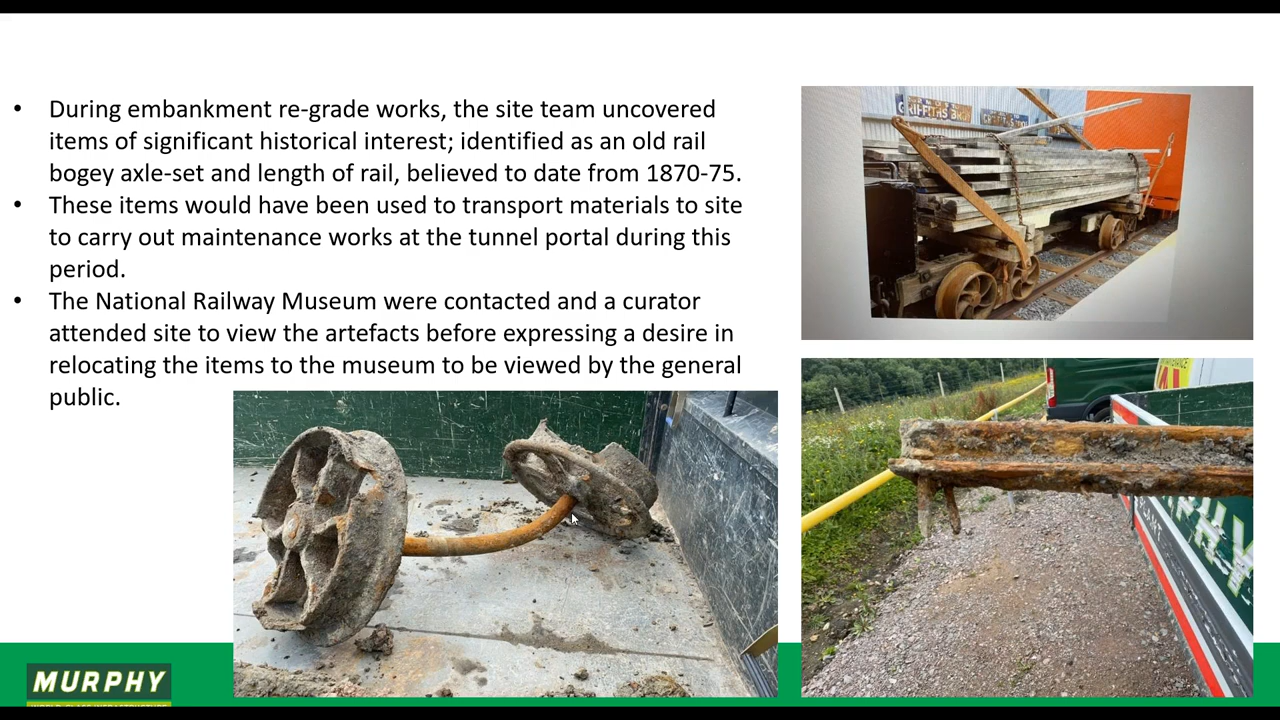 • During embankment re-grade works, the site team uncovered
items of significant historical interest; identified as an old rail
bogey axle-set and length of rail, believed to date from 1870-75.
• These items would have been used to transport materials to site
to carry out maintenance works at the tunnel portal during this
period.
• The National Railway Museum were contacted and a curator
attended site to view the artefacts before expressing a desire in
relocating the items to the museum to be viewed by the general
public.
MURPHY